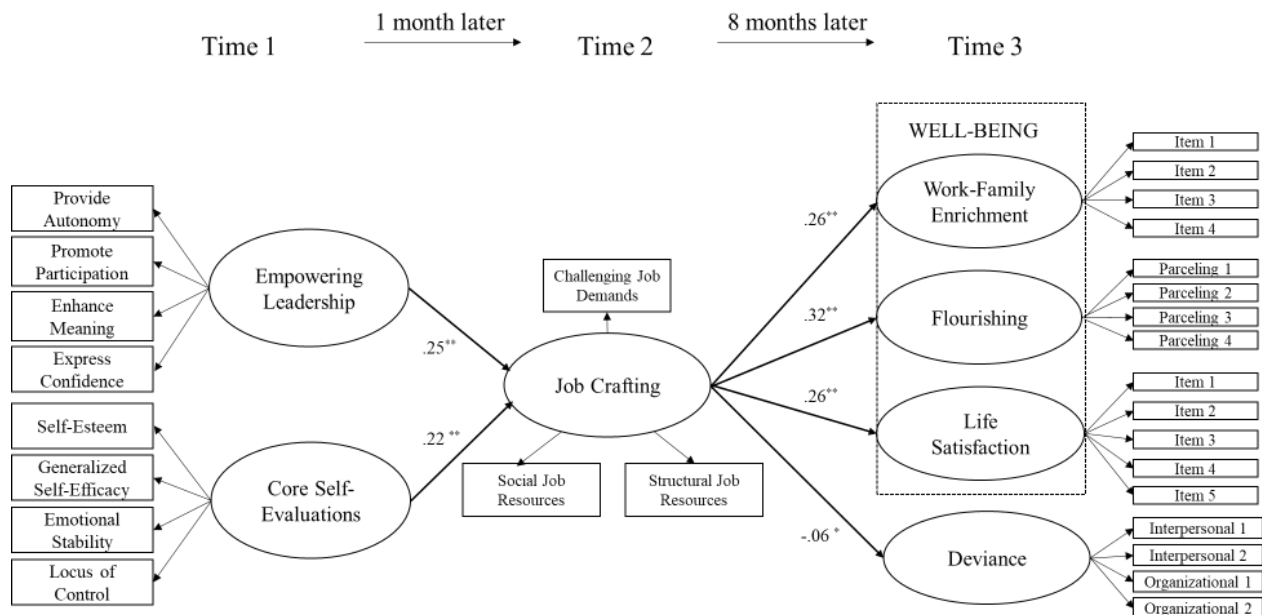 1 month later
8 months later
Time 1
Time 2
Time 3
WELL-BEING
Provide
Autonomy
Promote
Participation
Enhance
Meaning
Express
Confidence
Empowering
Leadership
Self-Esteem
Generalized
Self-Efficacy
Emotional
Stability
Locus of
Control
Core Self-
Evaluations
.25**
.22 **
Challenging Job
Demands
Job Crafting
Social Job
Resources
Structural Job
Resources
.26**
.32**
.26**
-.06 *
Work-Family
Enrichment
Item 1
Item 2
Item 3
Item 4
Flourishing
Parceling 1
Parceling 2
Parceling 3
Parceling 4
Life
Satisfaction
Item 1
Item 2
Item 3
Item 4
Item 5
Deviance
Interpersonal 1
Interpersonal 2
Organizational 1
Organizational 2